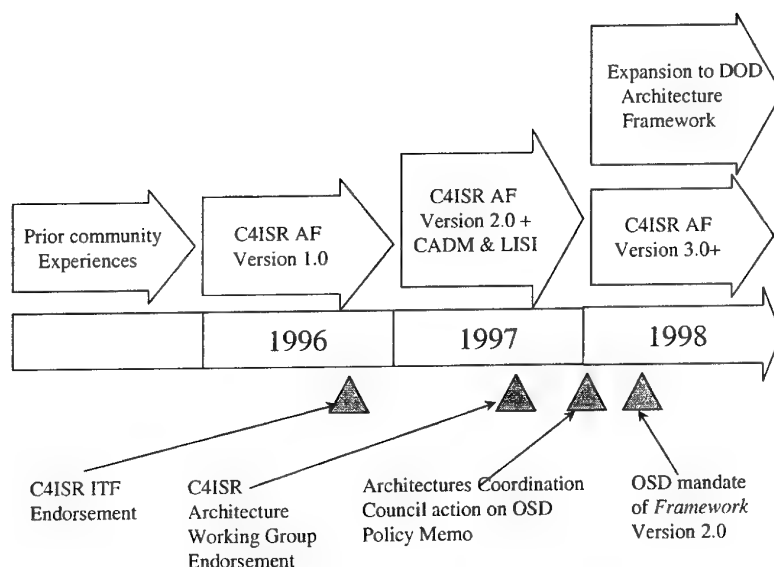 Expansion to DOD
Architecture
Framework
Prior community
Experiences
C4ISR AF
Version 1.0
C4ISR AF
Version 2.0 +
CADM & LISI
C4ISR AF
Version 3.0+
1996
1997
1998
C4ISR ITF
Endorsement
C4ISR
Architecture
Working Group
Endorsement
Architectures Coordination
Council action on OSD
Policy Memo
OSD mandate
of Framework
Version 2.0